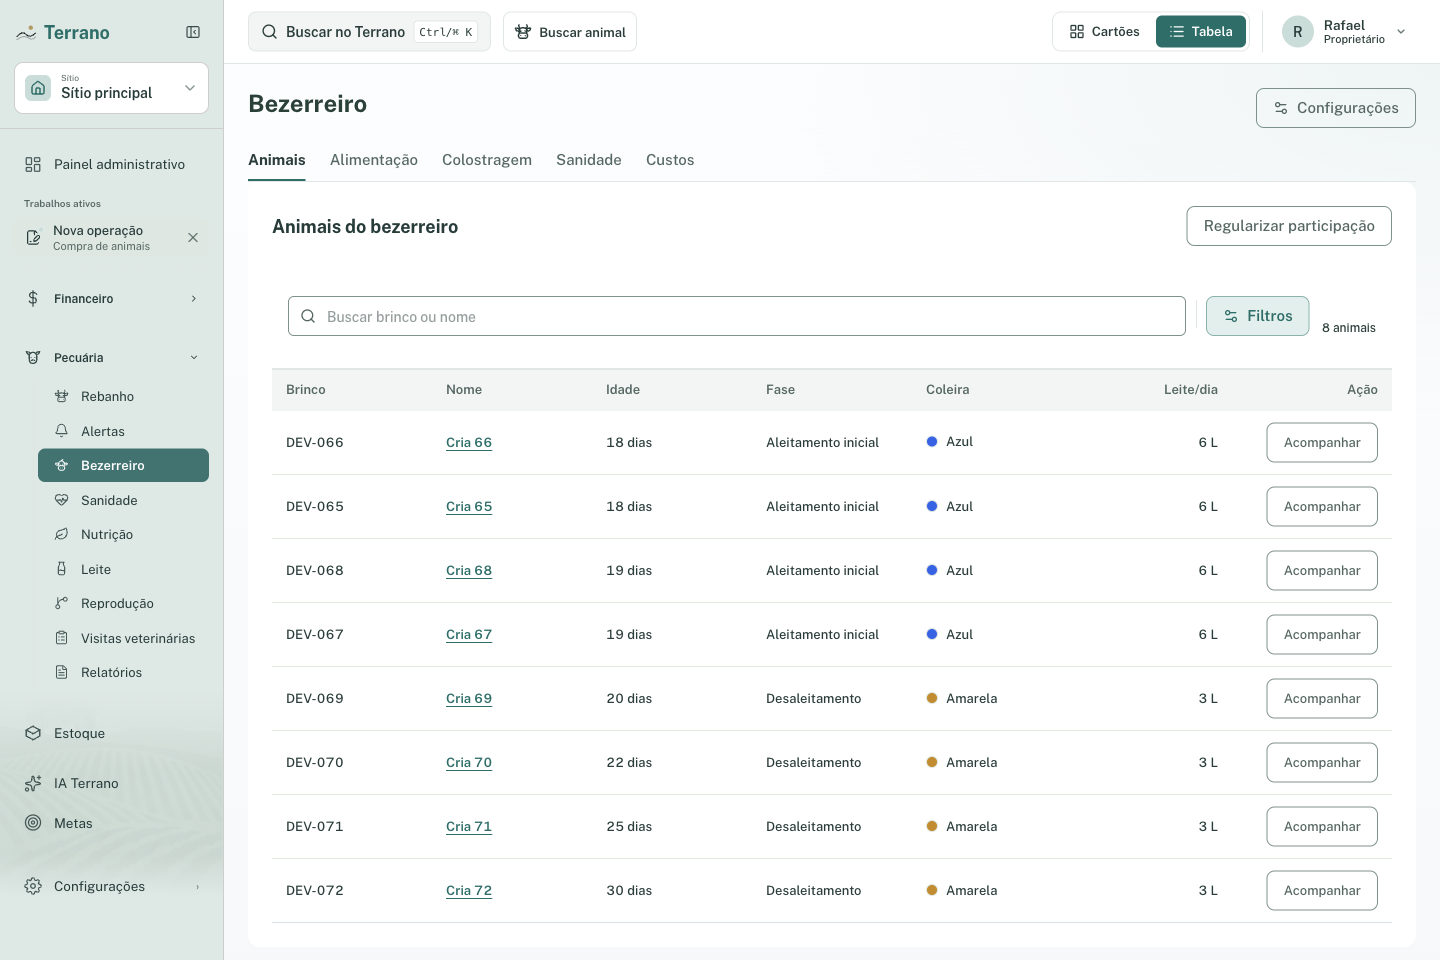 Terrano
Sítio
Sítio principal
Painel administrativo
Trabalhos ativos
Nova operação
Compra de animais
Financeiro
Pecuária
Rebanho
Alertas
Bezerreiro
Sanidade
Nutrição
Leite
Reprodução
Visitas veterinárias
Relatórios
Estoque
IA Terrano
Metas
Configurações
Buscar no Terrano Ctrl/⌘ K
Buscar animal
Cartões
Tabela
R
Rafael
Proprietário
Bezerreiro
Configurações
Animais Alimentação Colostragem Sanidade Custos
Animais do bezerreiro
Regularizar participação
Buscar brinco ou nome
Filtros
8 animais
Brinco Nome Idade Fase Coleira Leite/dia Ação
DEV-066 Cria 66 18 dias Aleitamento inicial Azul 6 L Acompanhar
DEV-065 Cria 65 18 dias Aleitamento inicial Azul 6 L Acompanhar
DEV-068 Cria 68 19 dias Aleitamento inicial Azul 6 L Acompanhar
DEV-067 Cria 67 19 dias Aleitamento inicial Azul 6 L Acompanhar
DEV-069 Cria 69 20 dias Desaleitamento Amarela 3 L Acompanhar
DEV-070 Cria 70 22 dias Desaleitamento Amarela 3 L Acompanhar
DEV-071 Cria 71 25 dias Desaleitamento Amarela 3 L Acompanhar
DEV-072 Cria 72 30 dias Desaleitamento Amarela 3 L Acompanhar